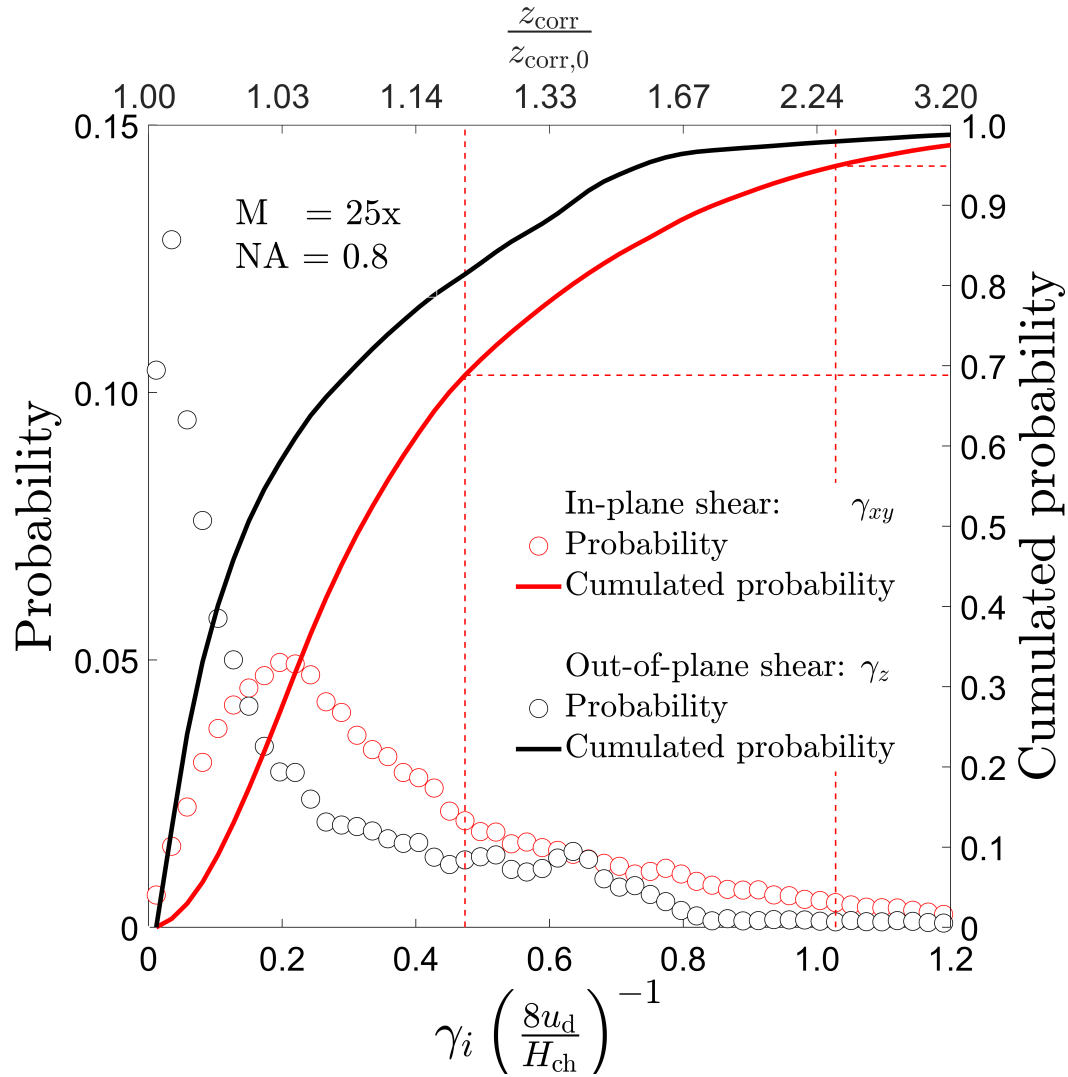 z_corr / z_corr,0
1.00 1.03 1.14 1.33 1.67 2.24 3.20
0.15 0.10 0.05 0
Probability
M = 25x
NA = 0.8
In-plane shear: γ_xy
Probability
Cumulated probability
Out-of-plane shear: γ_z
Probability
Cumulated probability
1.0 0.9 0.8 0.7 0.6 0.5 0.4 0.3 0.2 0.1 0
Cumulated probability
0 0.2 0.4 0.6 0.8 1.0 1.2
γ_i (8u_d / H_ch)^−1